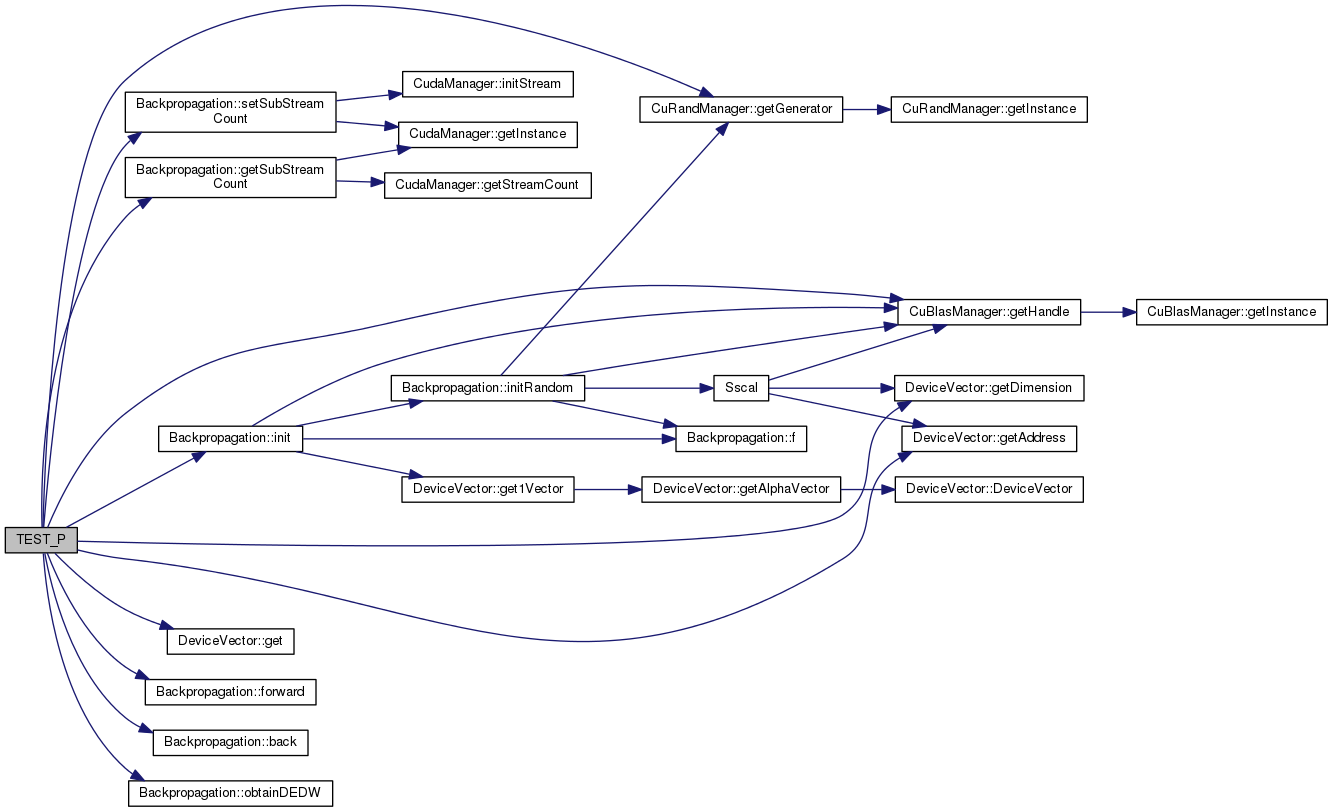 CudaManager::initStream
Backpropagation::setSubStream
Count
CuRandManager::getGenerator
CuRandManager::getInstance
CudaManager::getInstance
Backpropagation::getSubStream
Count
CudaManager::getStreamCount
CuBlasManager::getHandle
CuBlasManager::getInstance
Backpropagation::initRandom
Sscal
DeviceVector::getDimension
Backpropagation::init
Backpropagation::f
DeviceVector::getAddress
DeviceVector::get1Vector
DeviceVector::getAlphaVector
DeviceVector::DeviceVector
TEST_P
DeviceVector::get
Backpropagation::forward
Backpropagation::back
Backpropagation::obtainDEDW